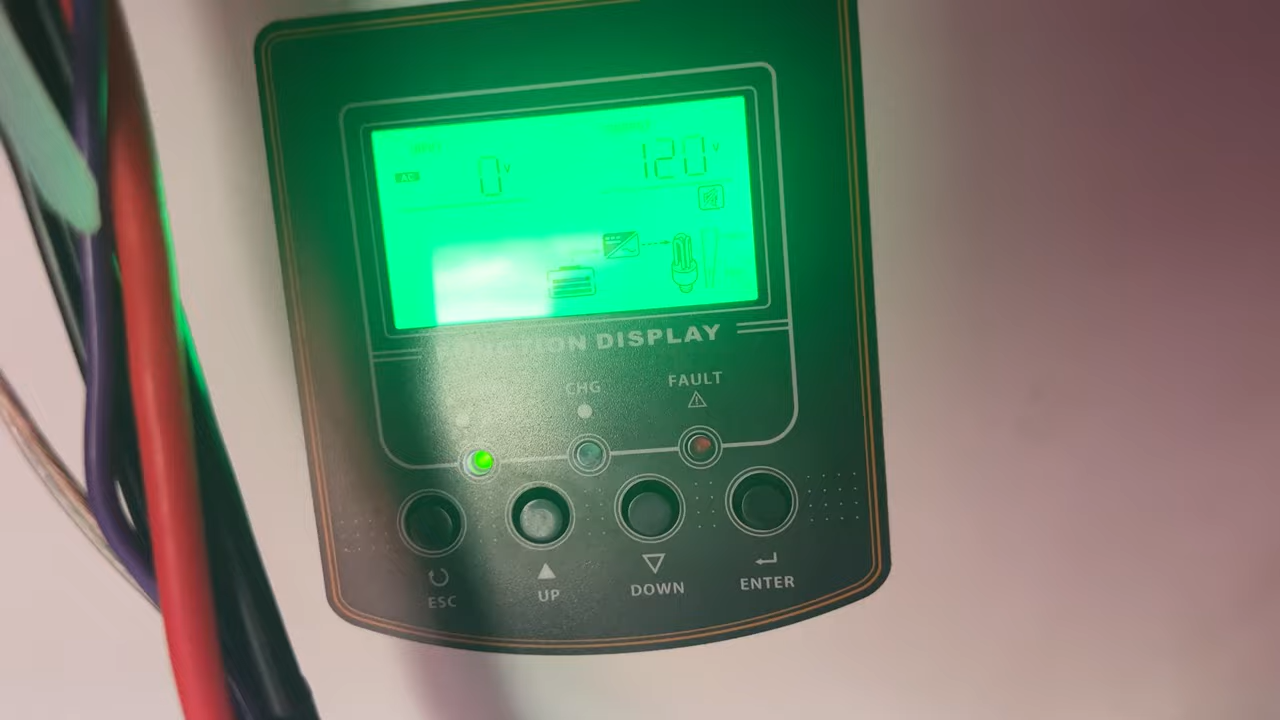 AC 0 V 120 V
FUNCTION DISPLAY
CHG FAULT
ESC UP DOWN ENTER